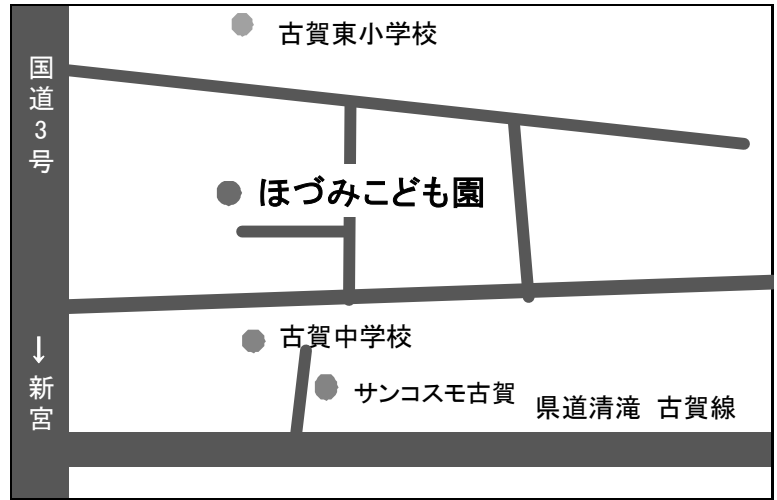 古賀東小学校
国道3号
ほづみこども園
古賀中学校
↓新宮
サンコスモ古賀
県道清滝 古賀線